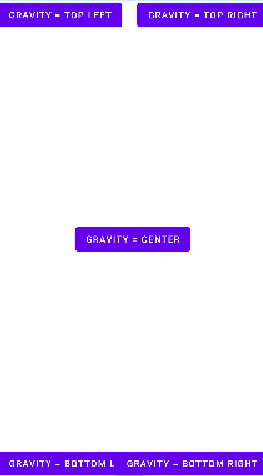 GRAVITY = TOP LEFT
GRAVITY = TOP RIGHT
GRAVITY = CENTER
GRAVITY = BOTTOM L
GRAVITY = BOTTOM RIGHT